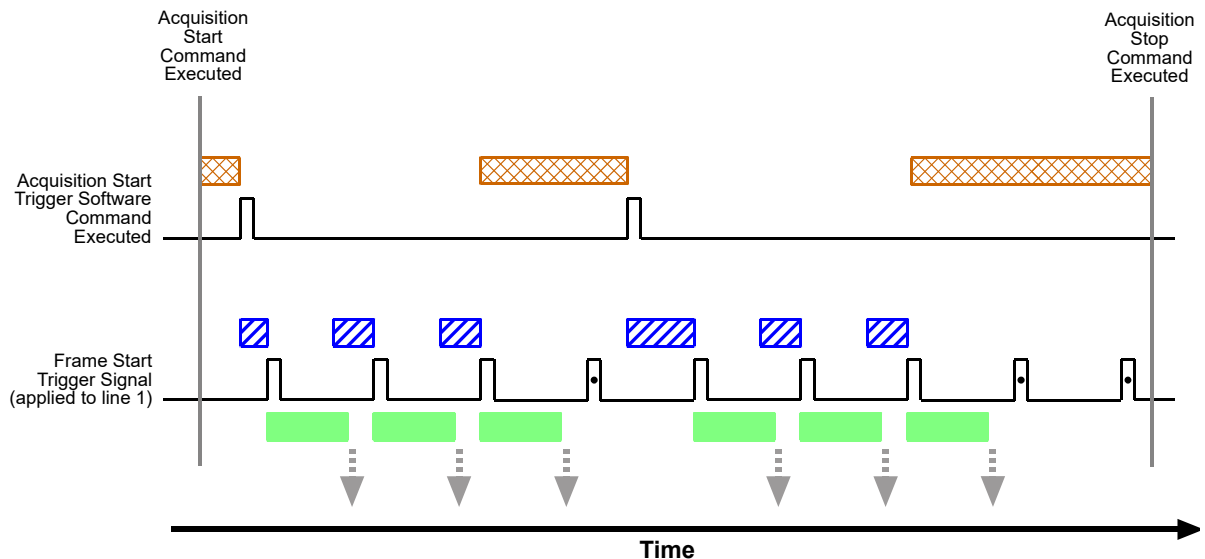 Acquisition
Start
Command
Executed
Acquisition
Stop
Command
Executed
Acquisition Start
Trigger Software
Command
Executed
Frame Start
Trigger Signal
(applied to line 1)
Time